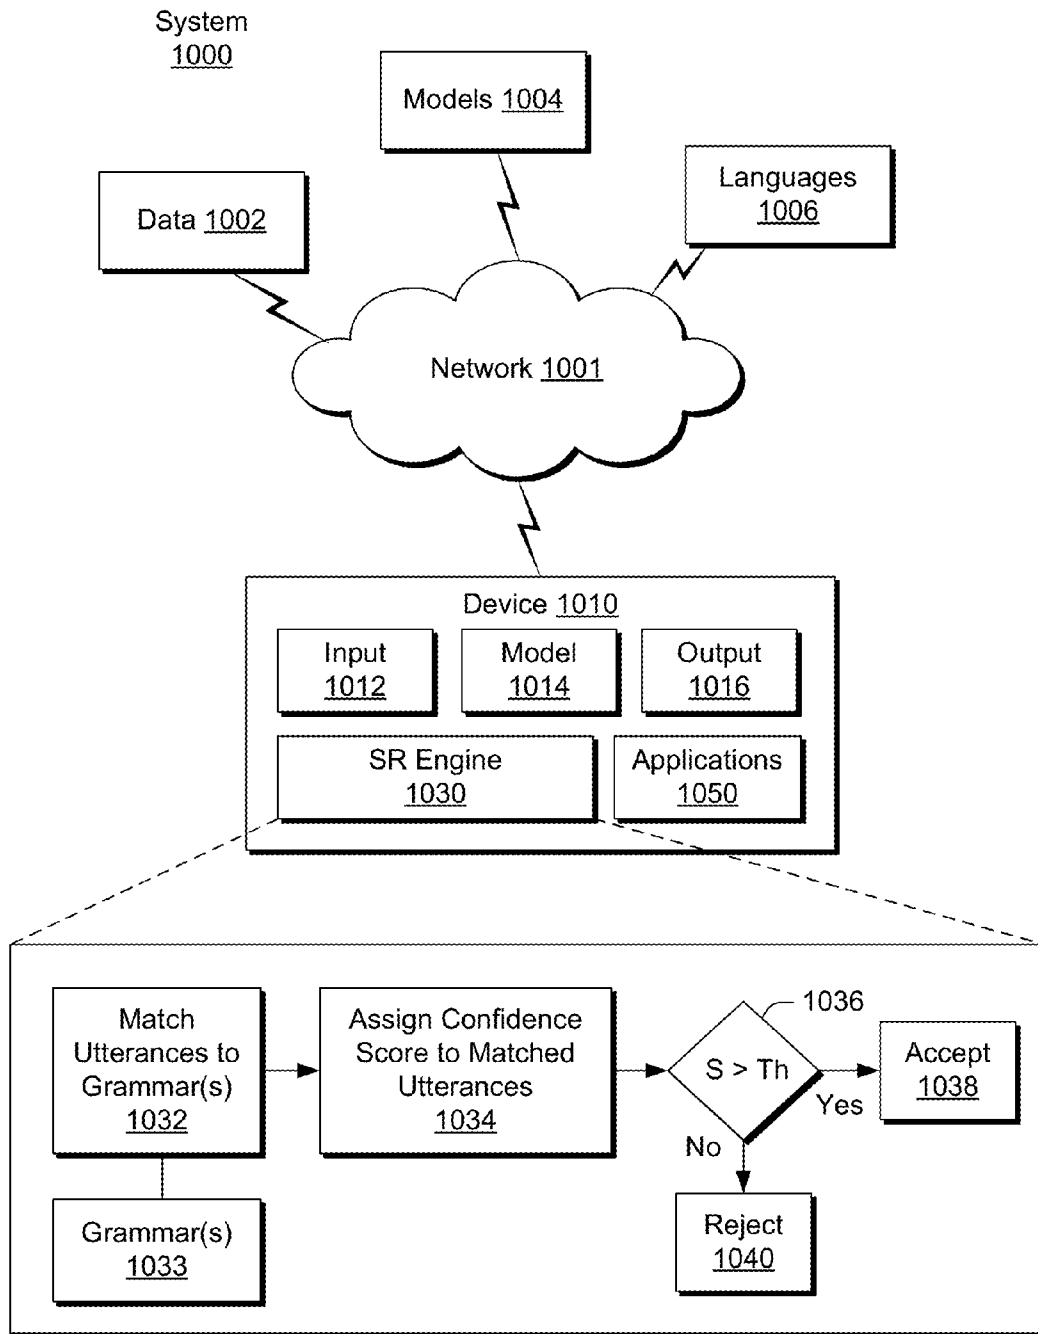 System
1000
Models 1004
Languages
1006
Data 1002
Network 1001
Device 1010
Input
1012
Model
1014
Output
1016
SR Engine
1030
Applications
1050
Match
Utterances to
Grammar(s)
1032
Assign Confidence
Score to Matched
Utterances
1034
1036
S > Th
Yes
No
Accept
1038
Grammar(s)
1033
Reject
1040